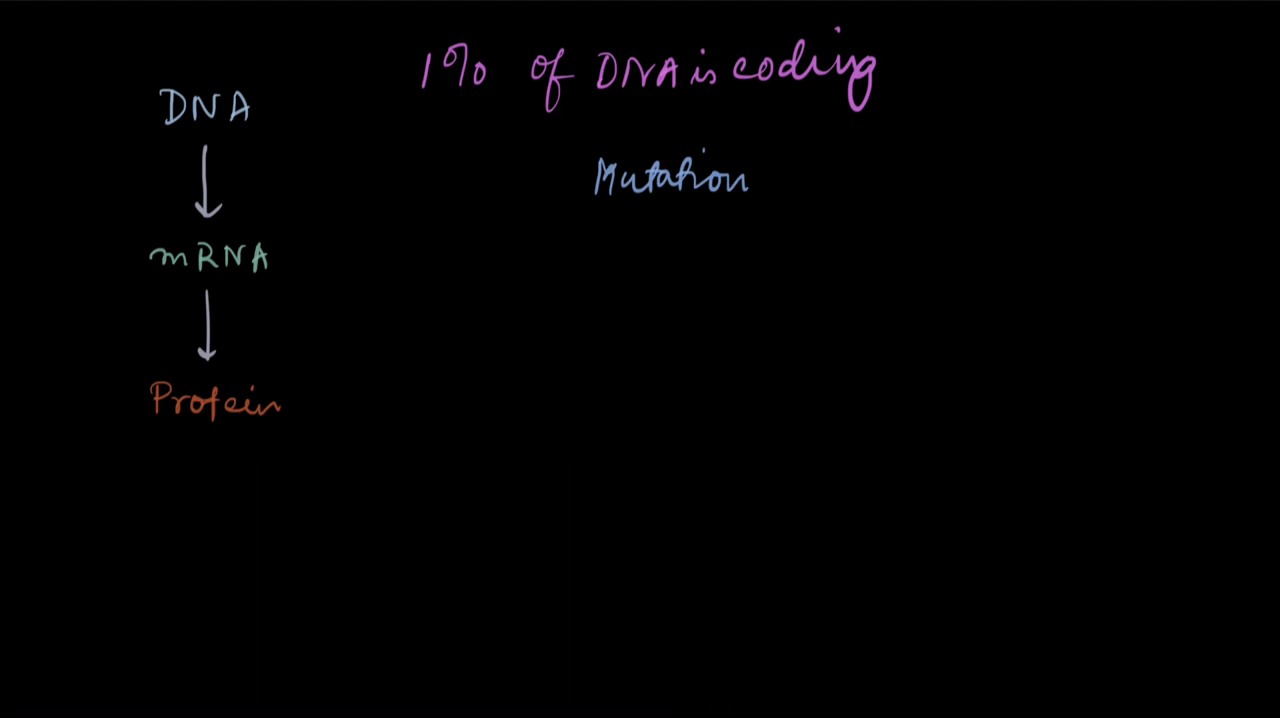 1% of DNA is coding
DNA
Mutation
mRNA
Protein